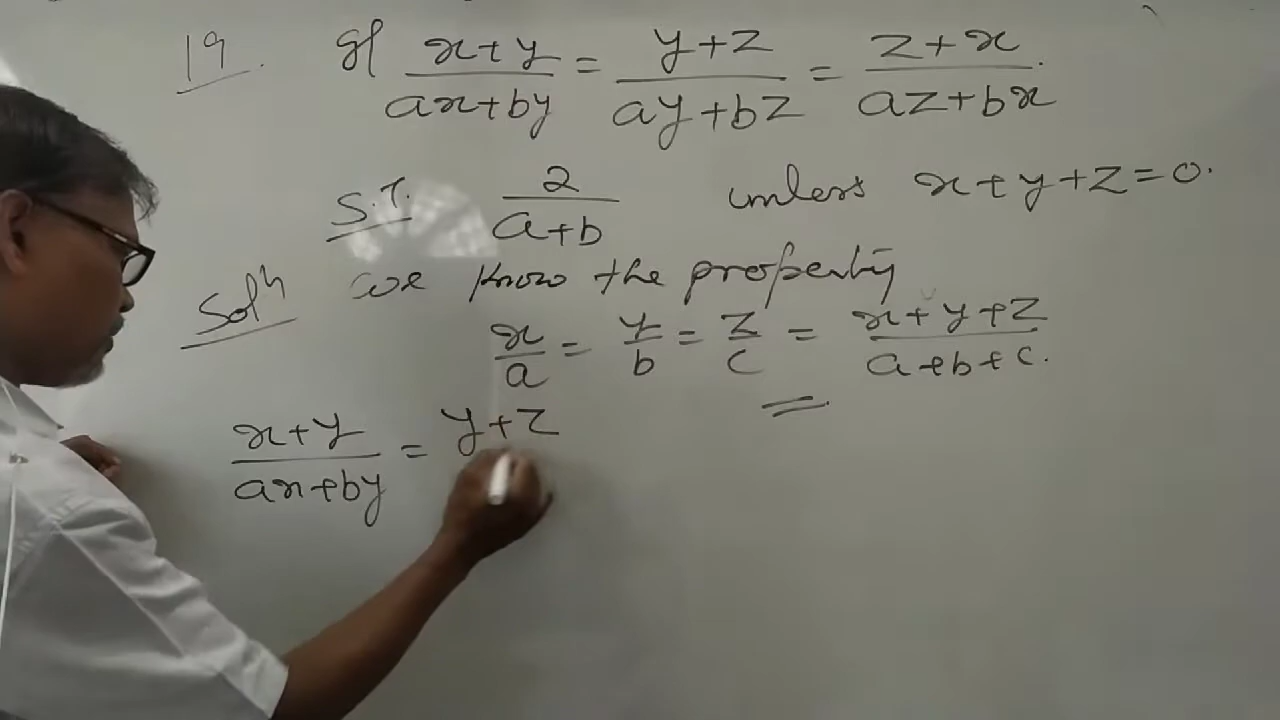 19. If x+y/ax+by = y+z/ay+bz = z+x/az+bx.
S.T. 2/a+b unless x+y+z=0.
Solⁿ we know the property
x/a = y/b = z/c = x+y+z/a+b+c.
x+y/ax+by = y+z